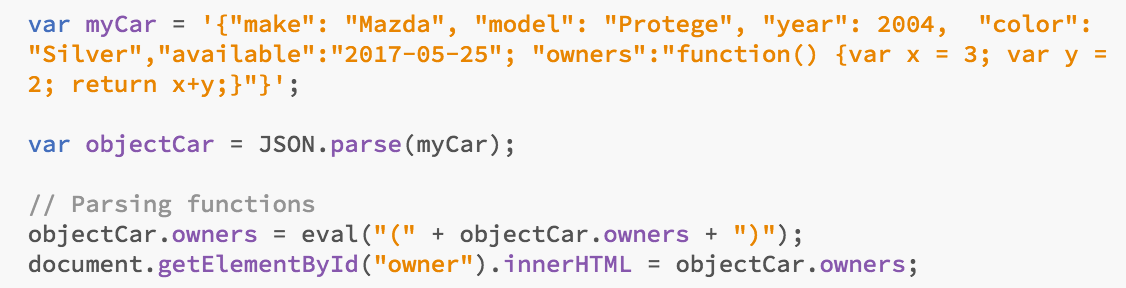 var myCar = '{"make": "Mazda", "model": "Protege", "year": 2004,  "color":
"Silver","available":"2017-05-25"; "owners":"function() {var x = 3; var y =
2; return x+y;}"}';
var objectCar = JSON.parse(myCar);
// Parsing functions
objectCar.owners = eval("(" + objectCar.owners + ")");
document.getElementById("owner").innerHTML = objectCar.owners;